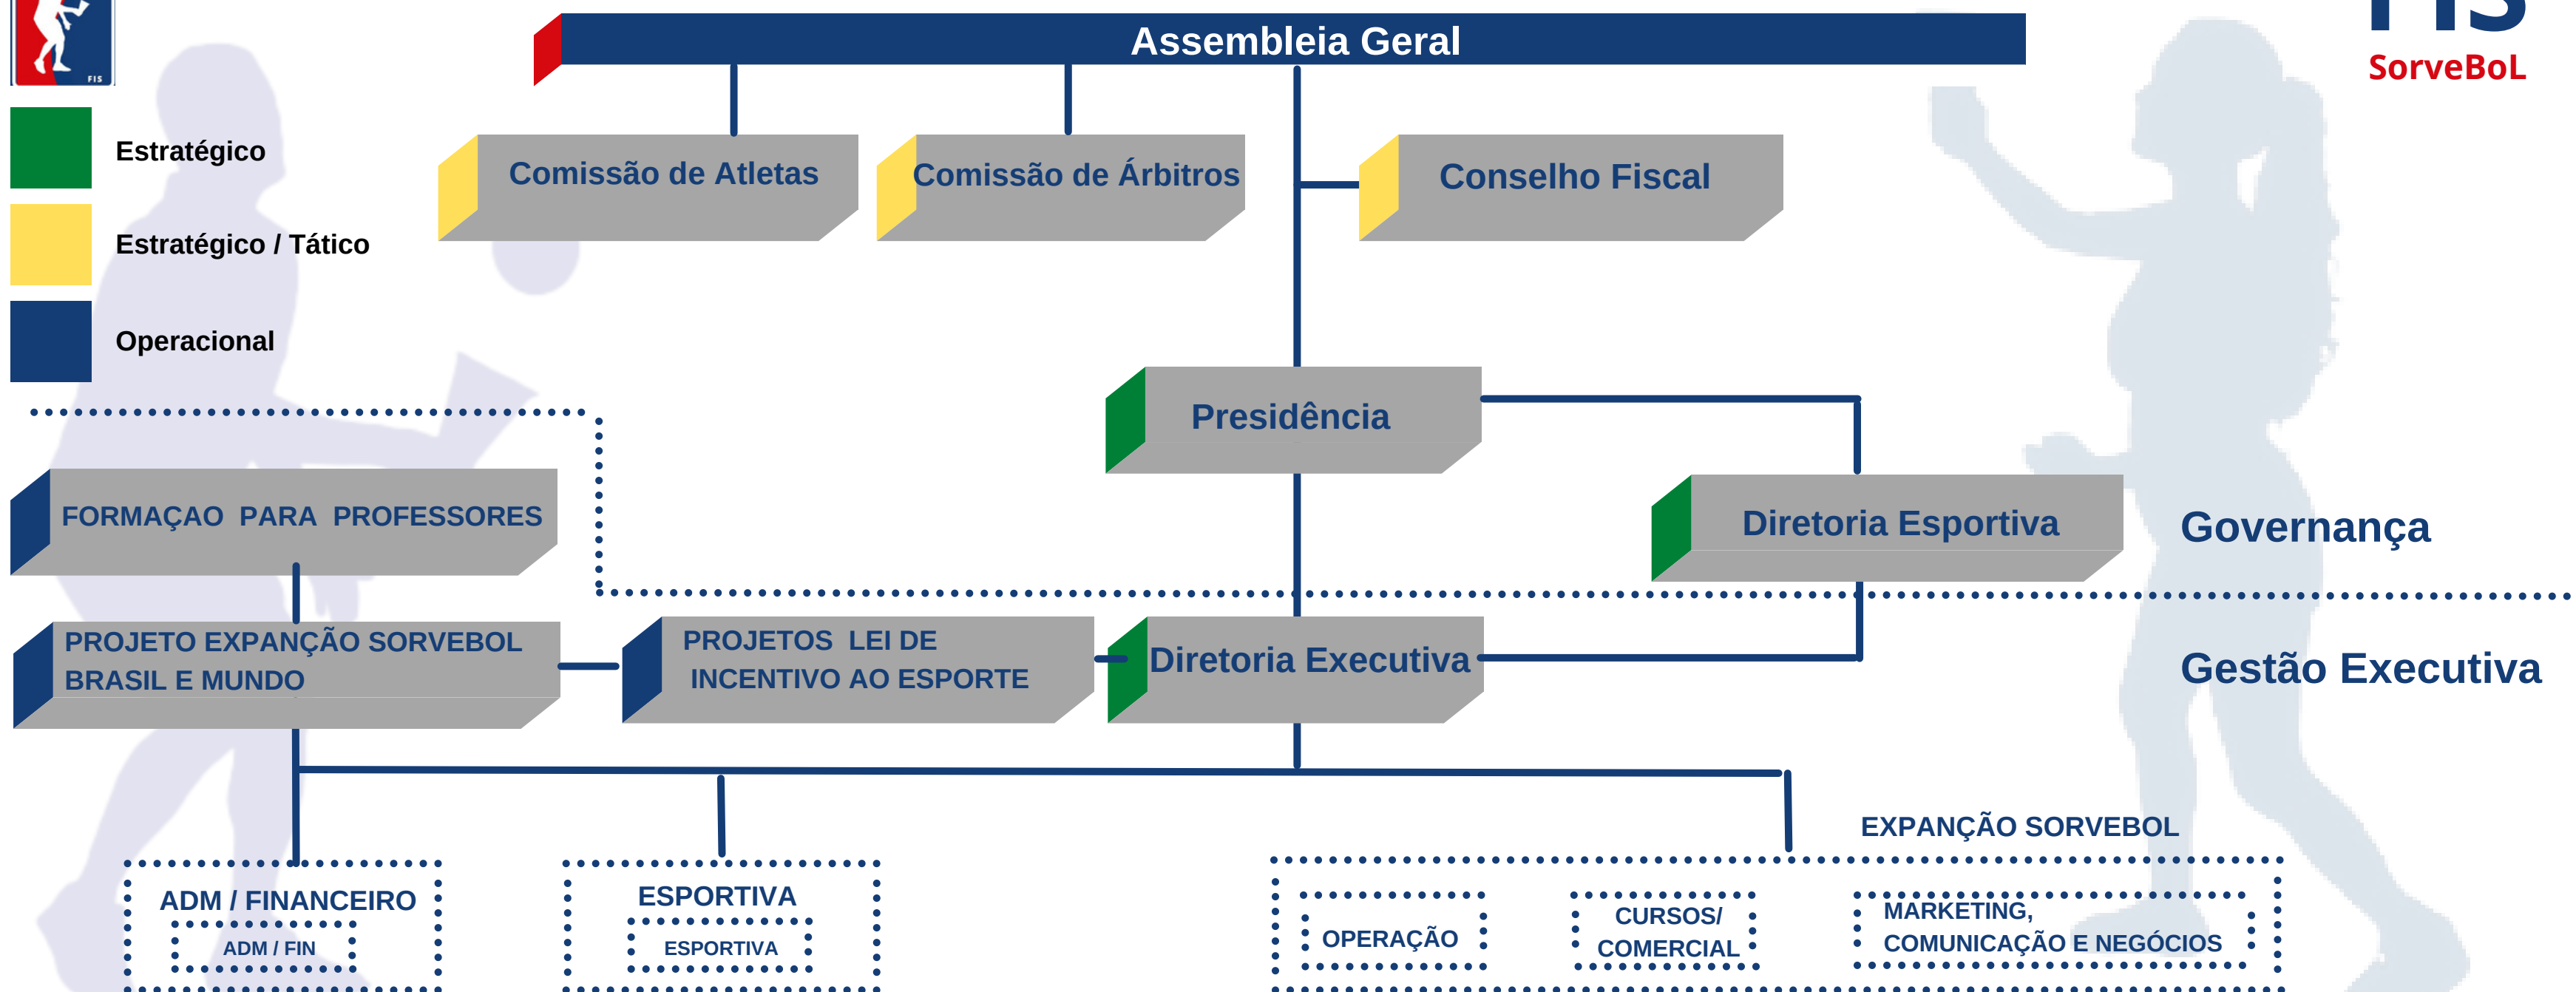 Assembleia Geral
FIS
SorveBoL
FIS
Estratégico
Estratégico / Tático
Operacional
Comissão de Atletas
Comissão de Árbitros
Conselho Fiscal
Presidência
Diretoria Esportiva
Governança
FORMAÇAO PARA PROFESSORES
PROJETO EXPANÇÃO SORVEBOL
BRASIL E MUNDO
PROJETOS LEI DE
INCENTIVO AO ESPORTE
Diretoria Executiva
Gestão Executiva
EXPANÇÃO SORVEBOL
ADM / FINANCEIRO
ADM / FIN
ESPORTIVA
ESPORTIVA
OPERAÇÃO
CURSOS/
COMERCIAL
MARKETING,
COMUNICAÇÃO E NEGÓCIOS